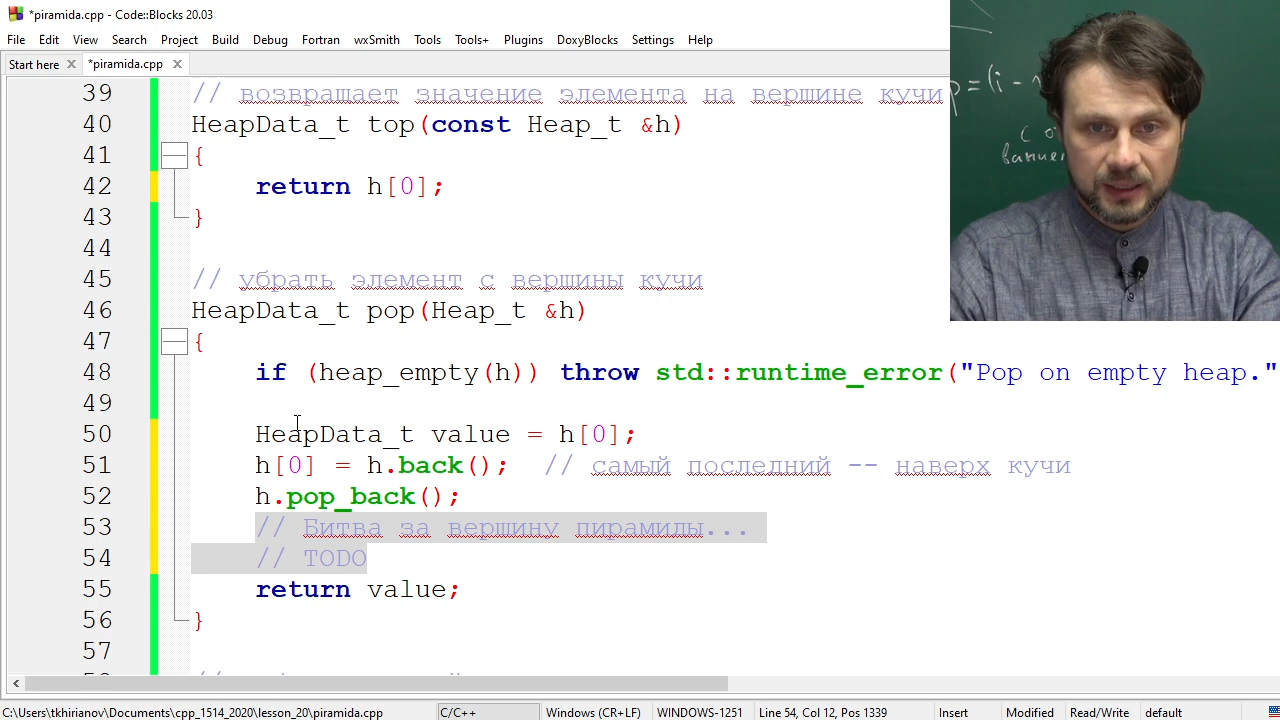 *piramida.cpp - Code::Blocks 20.03
File Edit View Search Project Build Debug Fortran wxSmith Tools Tools+ Plugins DoxyBlocks Settings Help
Start here *piramida.cpp
39 // возвращает значение элемента на вершине кучи
40 HeapData_t top(const Heap_t &h)
41 {
42 return h[0];
43 }
44
45 // убрать элемент с вершины кучи
46 HeapData_t pop(Heap_t &h)
47 {
48 if (heap_empty(h)) throw std::runtime_error("Pop on empty heap."
49
50 HeapData_t value = h[0];
51 h[0] = h.back(); // самый последний -- наверх кучи
52 h.pop_back();
53 // Битва за вершину пирамилы...
54 // TODO
55 return value;
56 }
57
C:\Users\tkhirianov\Documents\cpp_1514_2020\lesson_20\piramida.cpp C/C++ Windows (CR+LF) WINDOWS-1251 Line 54, Col 12, Pos 1339 Insert Modified Read/Write default